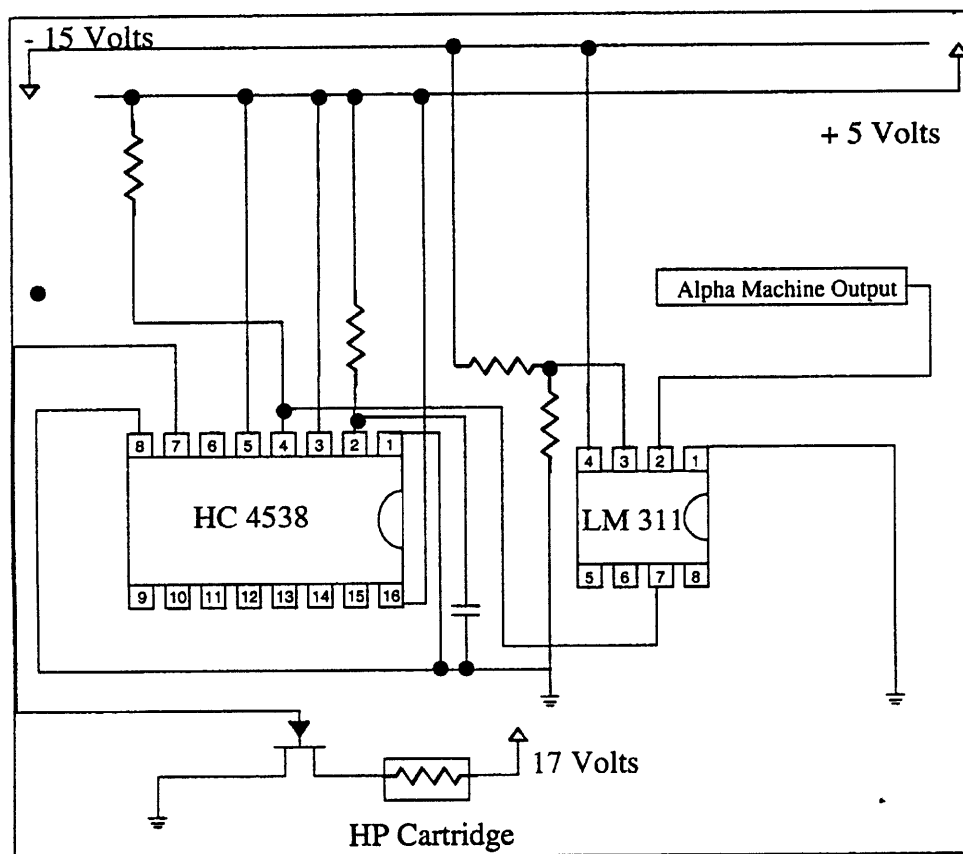 - 15 Volts
+ 5 Volts
Alpha Machine Output
8 7 6 5 4 3 2 1
HC 4538
9 10 11 12 13 14 15 16
4 3 2 1
LM 311
5 6 7 8
17 Volts
HP Cartridge